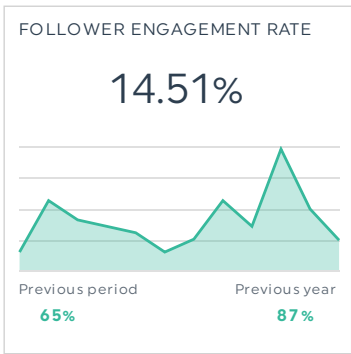 FOLLOWER ENGAGEMENT RATE
14.51%
Previous period Previous year
65% 87%